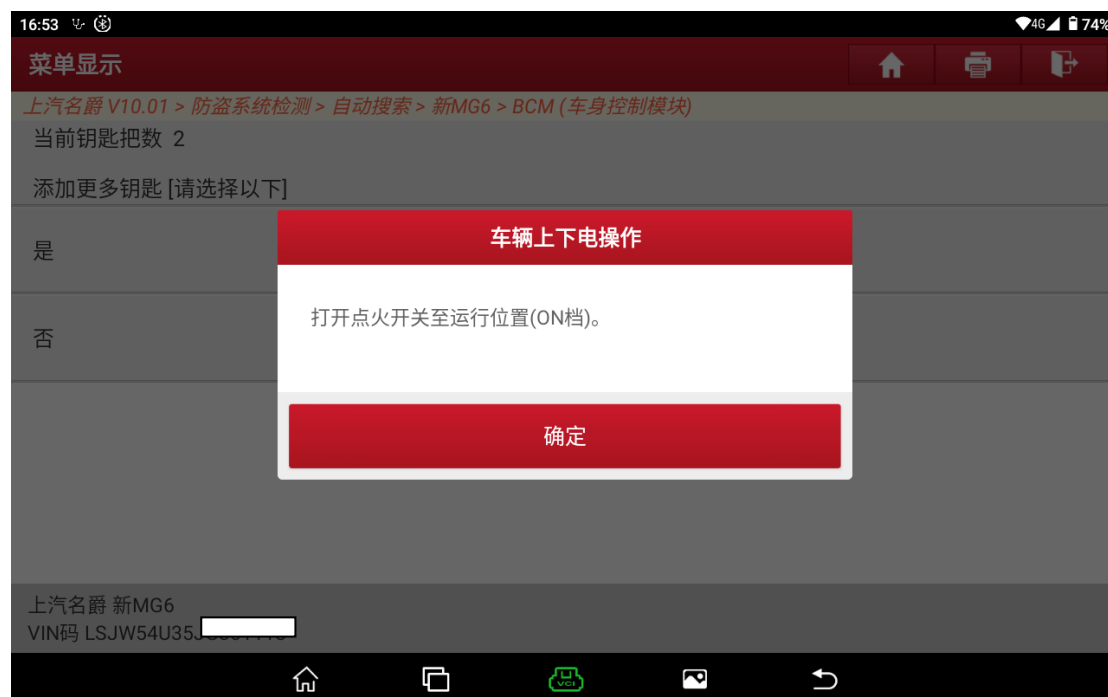 16:53
4G 74%
菜单显示
上汽名爵 V10.01 > 防盗系统检测 > 自动搜索 > 新MG6 > BCM (车身控制模块)
当前钥匙把数 2
添加更多钥匙 [请选择以下]
车辆上下电操作
是
打开点火开关至运行位置(ON档)。
否
确定
上汽名爵 新MG6
VIN码 LSJW54U35J
VCI